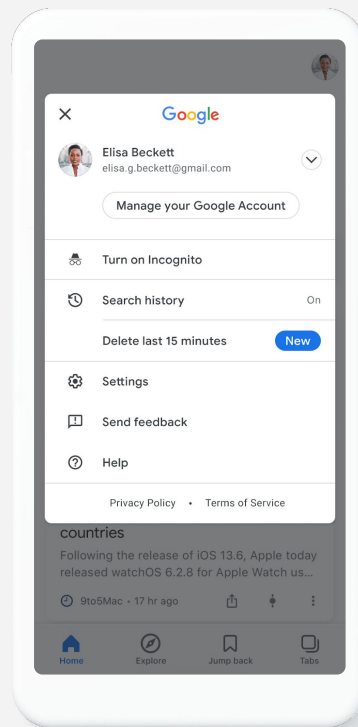 Google
Elisa Beckett
elisa.g.beckett@gmail.com
Manage your Google Account
Turn on Incognito
Search history On
Delete last 15 minutes New
Settings
Send feedback
Help
Privacy Policy • Terms of Service
countries
Following the release of iOS 13.6, Apple today
released watchOS 6.2.8 for Apple Watch us...
9to5Mac • 17 hr ago
Home Explore Jump back Tabs